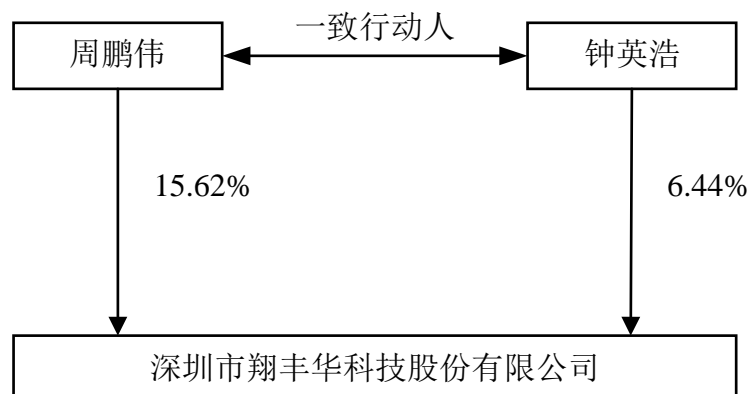 一致行动人
周鹏伟
钟英浩
15.62%
6.44%
深圳市翔丰华科技股份有限公司